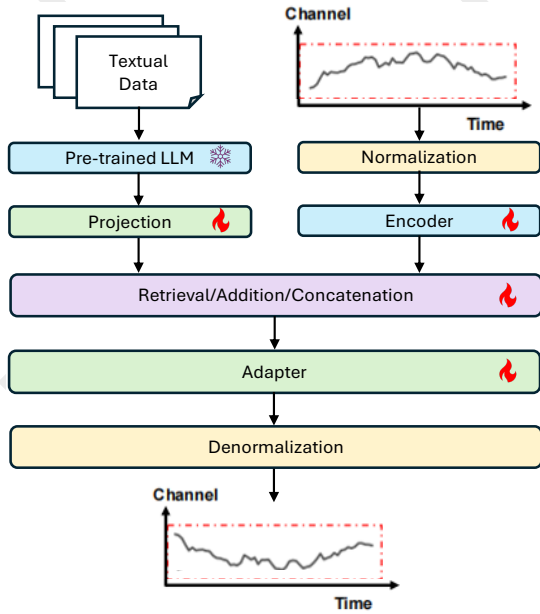 Textual
Data
Channel
Time
Pre-trained LLM
Normalization
Projection
Encoder
Retrieval/Addition/Concatenation
Adapter
Denormalization
Channel
Time